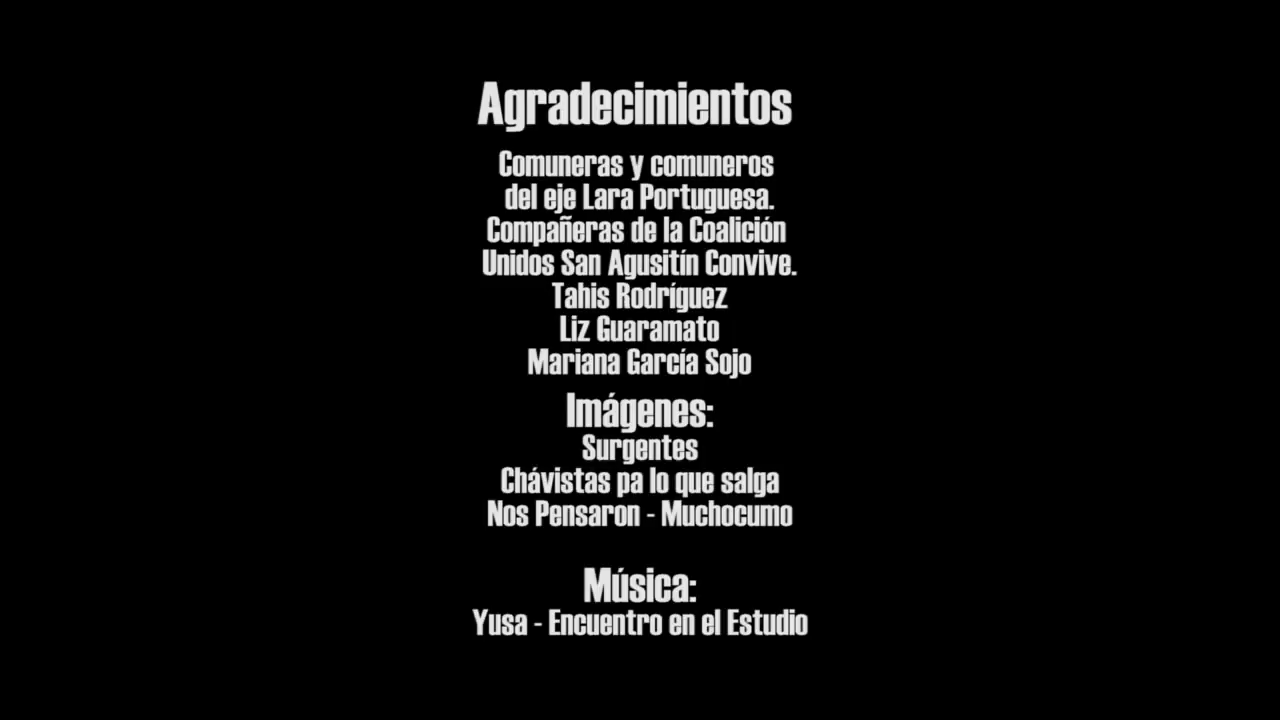 Agradecimientos
Comuneras y comuneros
del eje Lara Portuguesa.
Compañeras de la Coalición
Unidos San Agusitín Convive.
Tahis Rodríguez
Liz Guaramato
Mariana García Sojo
Imágenes:
Surgentes
Chávistas pa lo que salga
Nos Pensaron - Muchocumo
Música:
Yusa - Encuentro en el Estudio